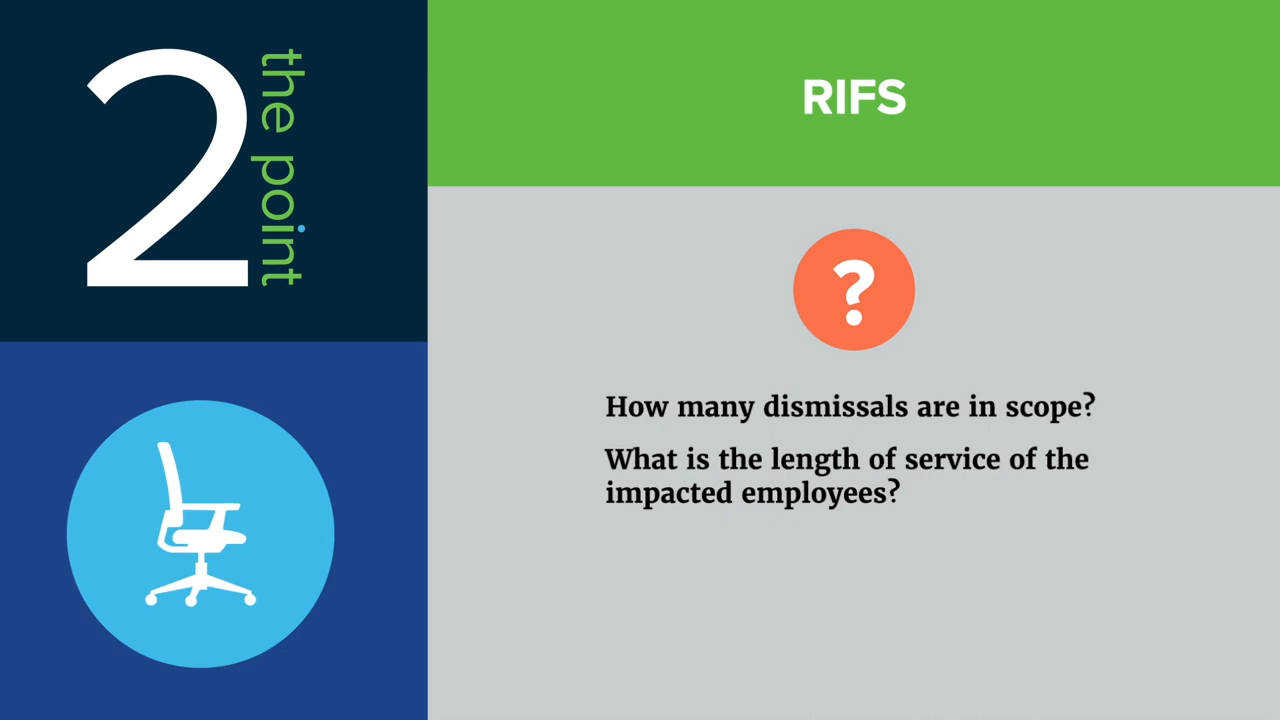 2
the point
RIFS
?
How many dismissals are in scope?
What is the length of service of the
impacted employees?